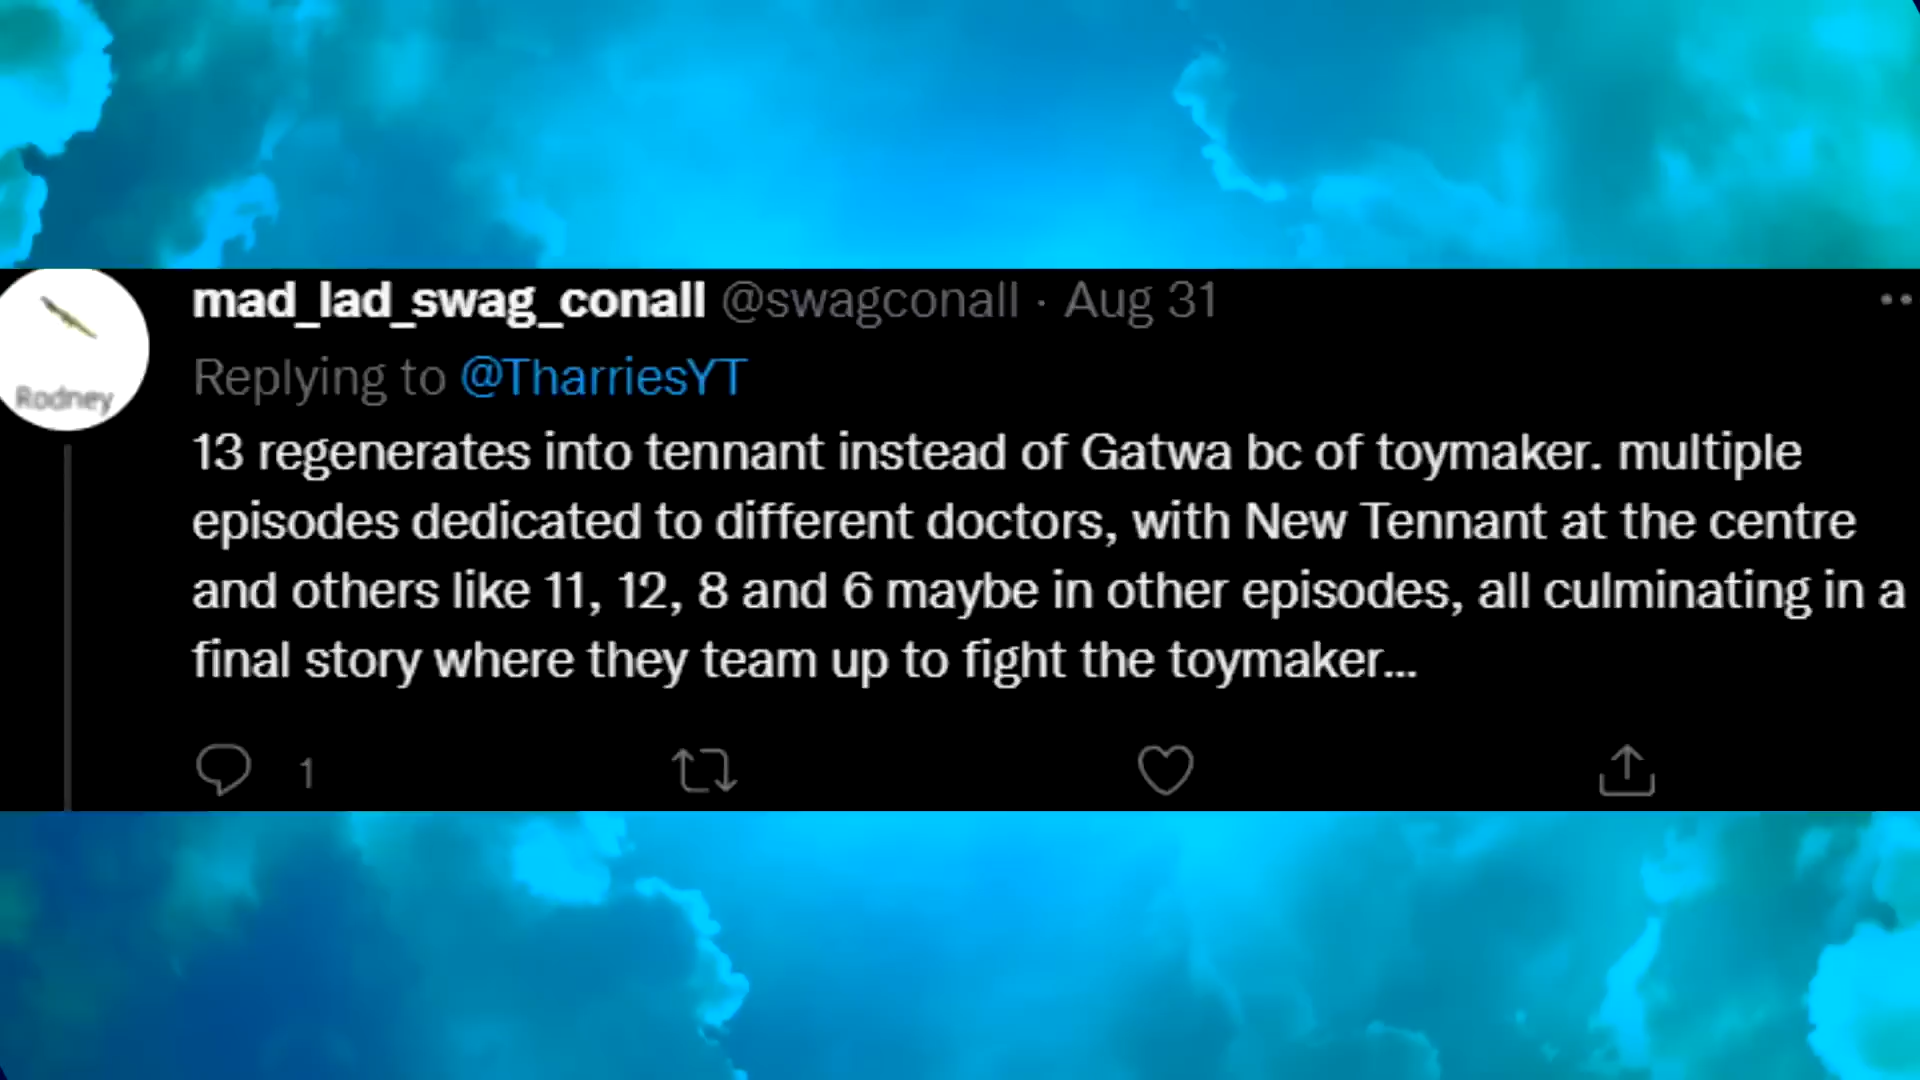 mad_lad_swag_conall @swagconall · Aug 31
Replying to @TharriesYT
Rodney
13 regenerates into tennant instead of Gatwa bc of toymaker. multiple
episodes dedicated to different doctors, with New Tennant at the centre
and others like 11, 12, 8 and 6 maybe in other episodes, all culminating in a
final story where they team up to fight the toymaker...
1